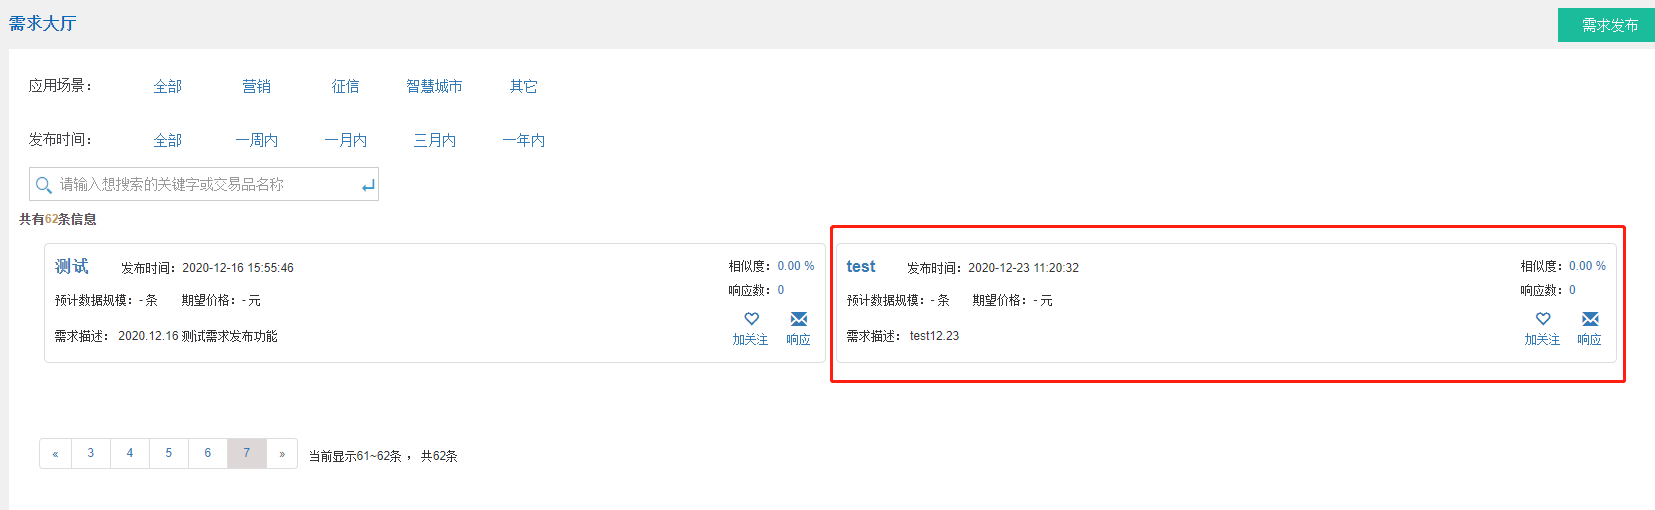 需求大厅
需求发布
应用场景： 全部 营销 征信 智慧城市 其它
发布时间： 全部 一周内 一月内 三月内 一年内
请输入想搜索的关键字或交易品名称
共有62条信息
测试 发布时间：2020-12-16 15:55:46
相似度：0.00 %
预计数据规模：- 条 期望价格：- 元
响应数：0
需求描述： 2020.12.16 测试需求发布功能
加关注 响应
test 发布时间：2020-12-23 11:20:32
相似度：0.00 %
预计数据规模：- 条 期望价格：- 元
响应数：0
需求描述： test12.23
加关注 响应
« 3 4 5 6 7 » 当前显示61~62条 ， 共62条